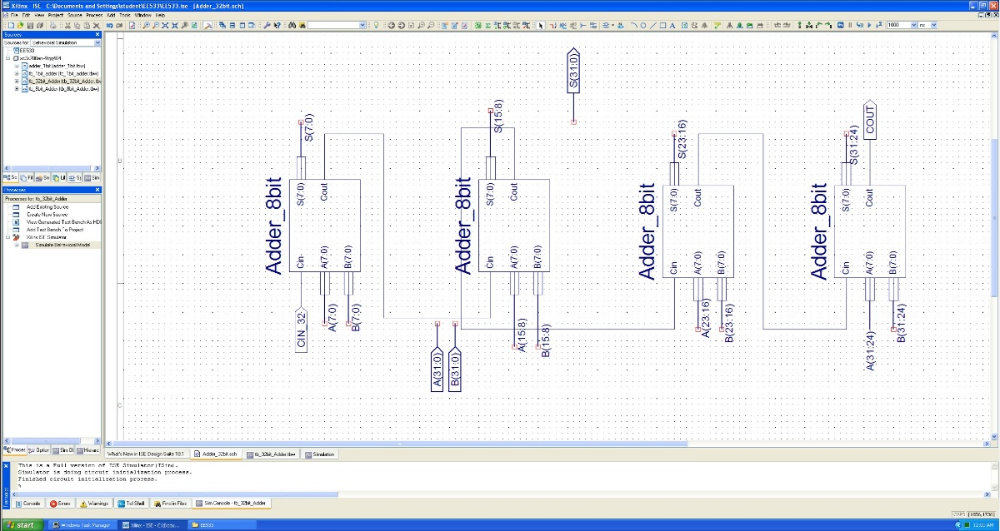 Xilinx - ISE - C:\Documents and Settings\student\EE533\EE533.ise - [Adder_32bit.sch]
File Edit View Project Source Process Add Tools Window Help
1000 ns
Sources
Sources for: Behavioral Simulation
EE533
adder_1bit (adder_1bit.tbw)
tb_1bit_adder (tb_1bit_adder.tbw)
tb_32bit_Adder (tb_32bit_Adder.tbw
tb_8bit_Adder (tb_8bit_Adder.tbw)
Processes
Processes for: tb_32bit_Adder
Add Existing Source
Create New Source
View Generated Test Bench As HDL
Add Test Bench To Project
Xilinx ISE Simulator
Simulate Behavioral Model
S(31:0)
S(7:0)
S(15:8)
S(23:16)
S(31:24)
COUT
Adder_8bit
S(7:0)
Cout
Cin
A(7:0)
B(7:0)
Adder_8bit
S(7:0)
Cout
Cin
A(7:0)
B(7:0)
Adder_8bit
S(7:0)
Cout
Cin
A(7:0)
B(7:0)
Adder_8bit
S(7:0)
Cout
Cin
A(7:0)
B(7:0)
CIN_32
A(7:0)
B(7:0)
A(31:0)
B(31:0)
A(15:8)
B(15:8)
A(23:16)
B(23:16)
A(31:24)
B(31:24)
B
C
What's New in ISE Design Suite 10.1
Adder_32bit.sch
tb_32bit_Adder.tbw
Simulation
This is a Full version of ISE Simulator(ISim).
Simulator is doing circuit initialization process.
Finished circuit initialization process.
%
Transcript
Console
Errors
Warnings
Tcl Shell
Find in Files
Sim Console - tb_32bit_Adder
CAPS [1056,1736]
start
Windows Task Manager
Xilinx - ISE - C:\Docu...
EE533
12:00 AM